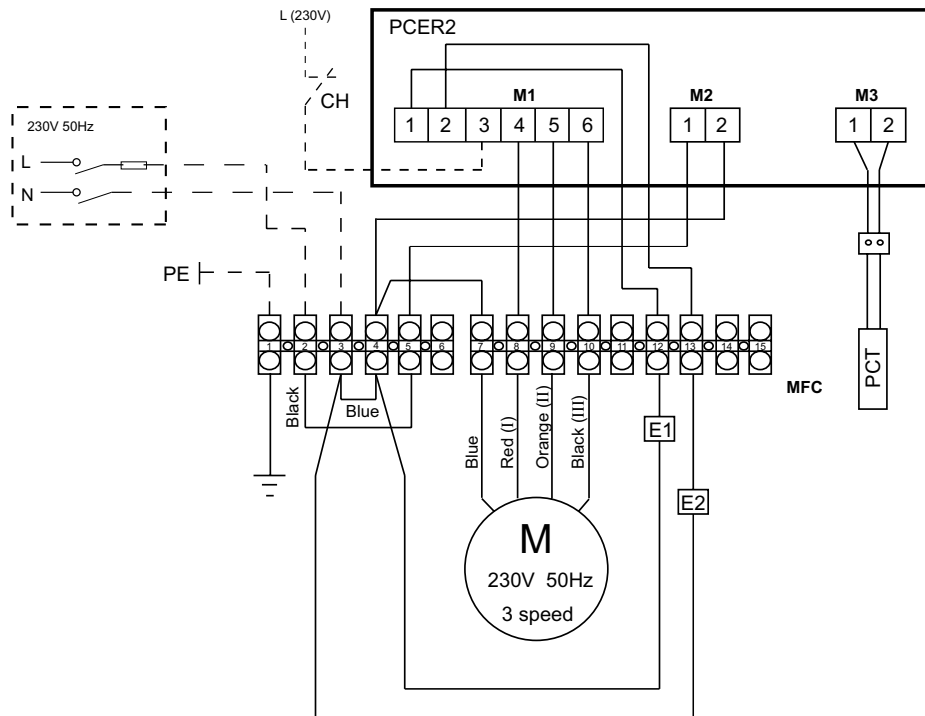 L (230V)
PCER2
CH
M1
M2
M3
1 2 3 4 5 6
1 2
1 2
230V 50Hz
L
N
PE
1 2 3 4 5 6 7 8 9 10 11 12 13 14 15
MFC
PCT
Black
Blue
Blue
Red (I)
Orange (II)
Black (III)
E1
E2
M
230V 50Hz
3 speed